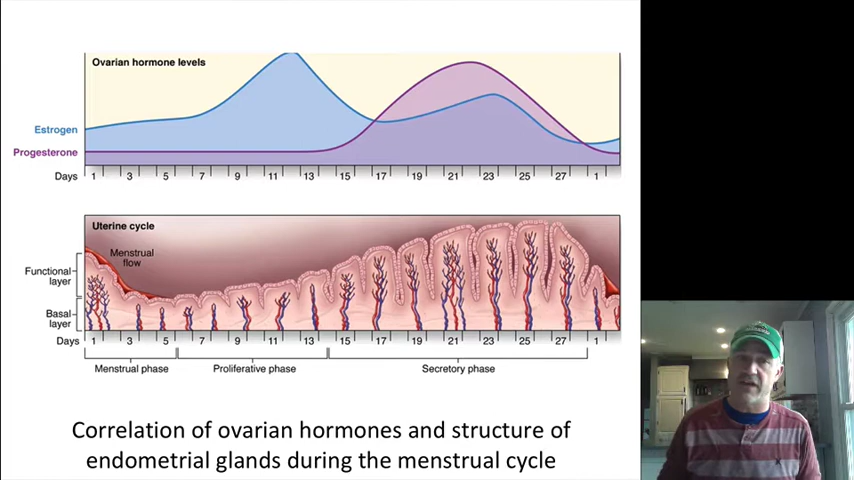 Ovarian hormone levels
Estrogen
Progesterone
Days 1 3 5 7 9 11 13 15 17 19 21 23 25 27 1
Uterine cycle
Menstrual
flow
Functional
layer
Basal
layer
Days 1 3 5 7 9 11 13 15 17 19 21 23 25 27 1
Menstrual phase Proliferative phase Secretory phase
Correlation of ovarian hormones and structure of
endometrial glands during the menstrual cycle